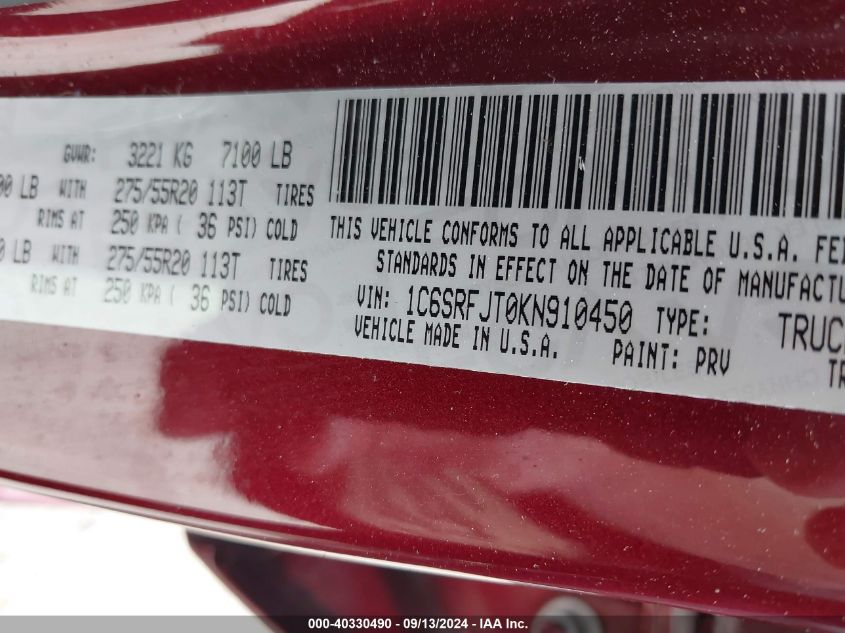 GVWR: 3221 KG 7100 LB
00 LB WITH 275/55R20 113T TIRES
RIMS AT 250 KPA ( 36 PSI) COLD
0 LB WITH 275/55R20 113T TIRES
RIMS AT 250 KPA ( 36 PSI) COLD
THIS VEHICLE CONFORMS TO ALL APPLICABLE U.S.A. FE
STANDARDS IN EFFECT ON THE DATE OF MANUFACTU
VIN: 1C6SRFJT0KN910450 TYPE: TRUC
VEHICLE MADE IN U.S.A. PAINT: PRV TR
000-40330490 - 09/13/2024 - IAA Inc.